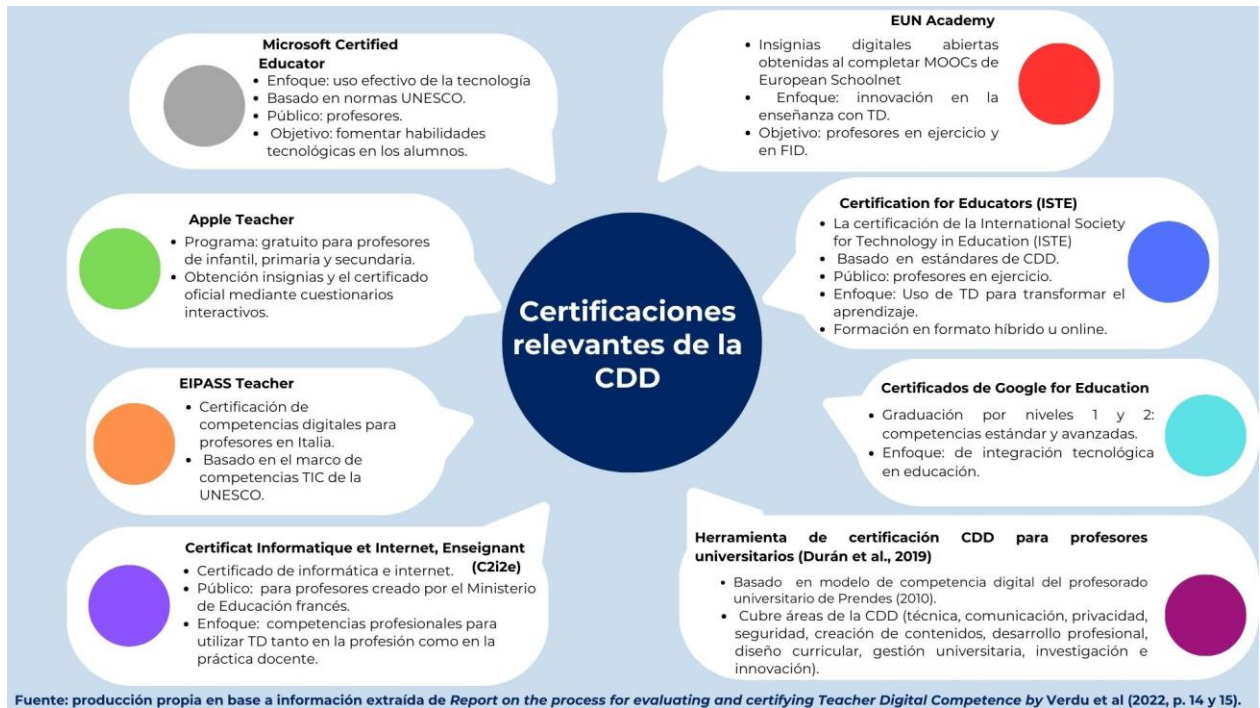 Microsoft Certified
Educator
• Enfoque: uso efectivo de la tecnología
• Basado en normas UNESCO.
• Público: profesores.
• Objetivo: fomentar habilidades
tecnológicas en los alumnos.
EUN Academy
• Insignias digitales abiertas
obtenidas al completar MOOCs de
European Schoolnet
• Enfoque: innovación en la
enseñanza con TD.
• Objetivo: profesores en ejercicio y
en FID.
Apple Teacher
• Programa: gratuito para profesores
de infantil, primaria y secundaria.
• Obtención insignias y el certificado
oficial mediante cuestionarios
interactivos.
Certification for Educators (ISTE)
• La certificación de la International Society
for Technology in Education (ISTE)
• Basado en estándares de CDD.
• Público: profesores en ejercicio.
• Enfoque: Uso de TD para transformar el
aprendizaje.
• Formación en formato híbrido u online.
Certificaciones
relevantes de la
CDD
EIPASS Teacher
• Certificación de
competencias digitales para
profesores en Italia.
• Basado en el marco de
competencias TIC de la
UNESCO.
Certificados de Google for Education
• Graduación por niveles 1 y 2:
competencias estándar y avanzadas.
• Enfoque: de integración tecnológica
en educación.
Certificat Informatique et Internet, Enseignant
(C2i2e)
• Certificado de informática e internet.
• Público: para profesores creado por el Ministerio
de Educación francés.
• Enfoque: competencias profesionales para
utilizar TD tanto en la profesión como en la
práctica docente.
Herramienta de certificación CDD para profesores
universitarios (Durán et al., 2019)
• Basado en modelo de competencia digital del profesorado
universitario de Prendes (2010).
• Cubre áreas de la CDD (técnica, comunicación, privacidad,
seguridad, creación de contenidos, desarrollo profesional,
diseño curricular, gestión universitaria, investigación e
innovación).
Fuente: producción propia en base a información extraída de Report on the process for evaluating and certifying Teacher Digital Competence by Verdu et al (2022, p. 14 y 15).